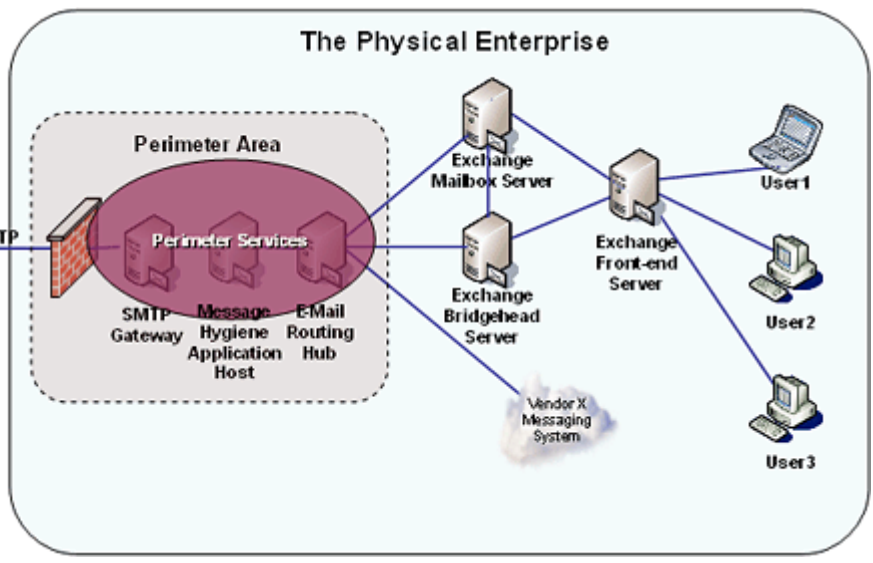 The Physical Enterprise
Perimeter Area
TP
Perimeter Services
SMTP
Gateway
Message
Hygiene
Application
Host
E-Mail
Routing
Hub
Exchange
Mailbox Server
Exchange
Bridgehead
Server
Vendor X
Messaging
System
Exchange
Front-end
Server
User1
User2
User3